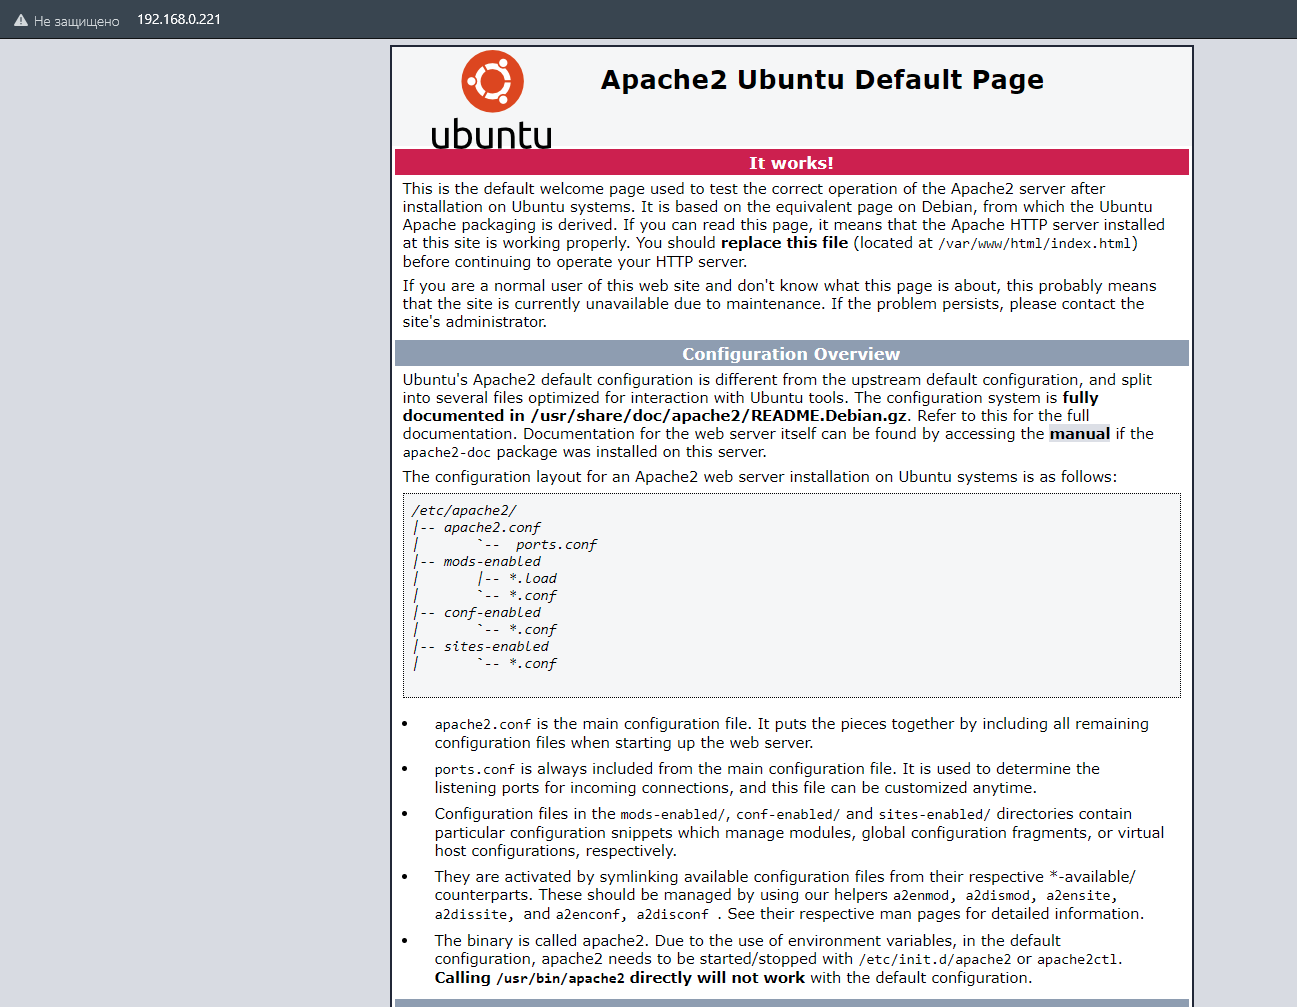 Не защищено 192.168.0.221
ubuntu
Apache2 Ubuntu Default Page
It works!
This is the default welcome page used to test the correct operation of the Apache2 server after
installation on Ubuntu systems. It is based on the equivalent page on Debian, from which the Ubuntu
Apache packaging is derived. If you can read this page, it means that the Apache HTTP server installed
at this site is working properly. You should replace this file (located at /var/www/html/index.html)
before continuing to operate your HTTP server.
If you are a normal user of this web site and don't know what this page is about, this probably means
that the site is currently unavailable due to maintenance. If the problem persists, please contact the
site's administrator.
Configuration Overview
Ubuntu's Apache2 default configuration is different from the upstream default configuration, and split
into several files optimized for interaction with Ubuntu tools. The configuration system is fully
documented in /usr/share/doc/apache2/README.Debian.gz. Refer to this for the full
documentation. Documentation for the web server itself can be found by accessing the manual if the
apache2-doc package was installed on this server.
The configuration layout for an Apache2 web server installation on Ubuntu systems is as follows:
/etc/apache2/
|-- apache2.conf
|       `--  ports.conf
|-- mods-enabled
|       |-- *.load
|       `-- *.conf
|-- conf-enabled
|       `-- *.conf
|-- sites-enabled
|       `-- *.conf
• apache2.conf is the main configuration file. It puts the pieces together by including all remaining
configuration files when starting up the web server.
• ports.conf is always included from the main configuration file. It is used to determine the
listening ports for incoming connections, and this file can be customized anytime.
• Configuration files in the mods-enabled/, conf-enabled/ and sites-enabled/ directories contain
particular configuration snippets which manage modules, global configuration fragments, or virtual
host configurations, respectively.
• They are activated by symlinking available configuration files from their respective *-available/
counterparts. These should be managed by using our helpers a2enmod, a2dismod, a2ensite,
a2dissite, and a2enconf, a2disconf . See their respective man pages for detailed information.
• The binary is called apache2. Due to the use of environment variables, in the default
configuration, apache2 needs to be started/stopped with /etc/init.d/apache2 or apache2ctl.
Calling /usr/bin/apache2 directly will not work with the default configuration.